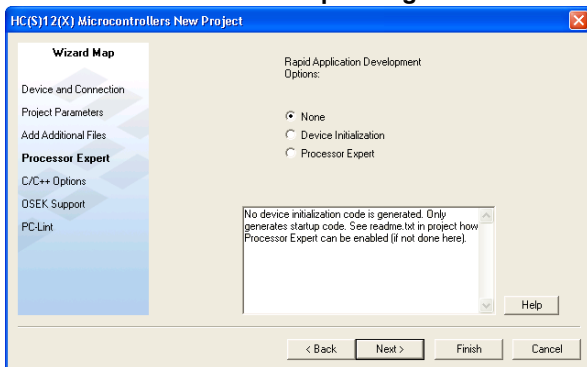 HC(S)12(X) Microcontrollers New Project
Wizard Map
Device and Connection
Project Parameters
Add Additional Files
Processor Expert
C/C++ Options
OSEK Support
PC-Lint
Rapid Application Development
Options:
None
Device Initialization
Processor Expert
No device initialization code is generated. Only
generates startup code. See readme.txt in project how
Processor Expert can be enabled (if not done here).
Help
< Back
Next >
Finish
Cancel